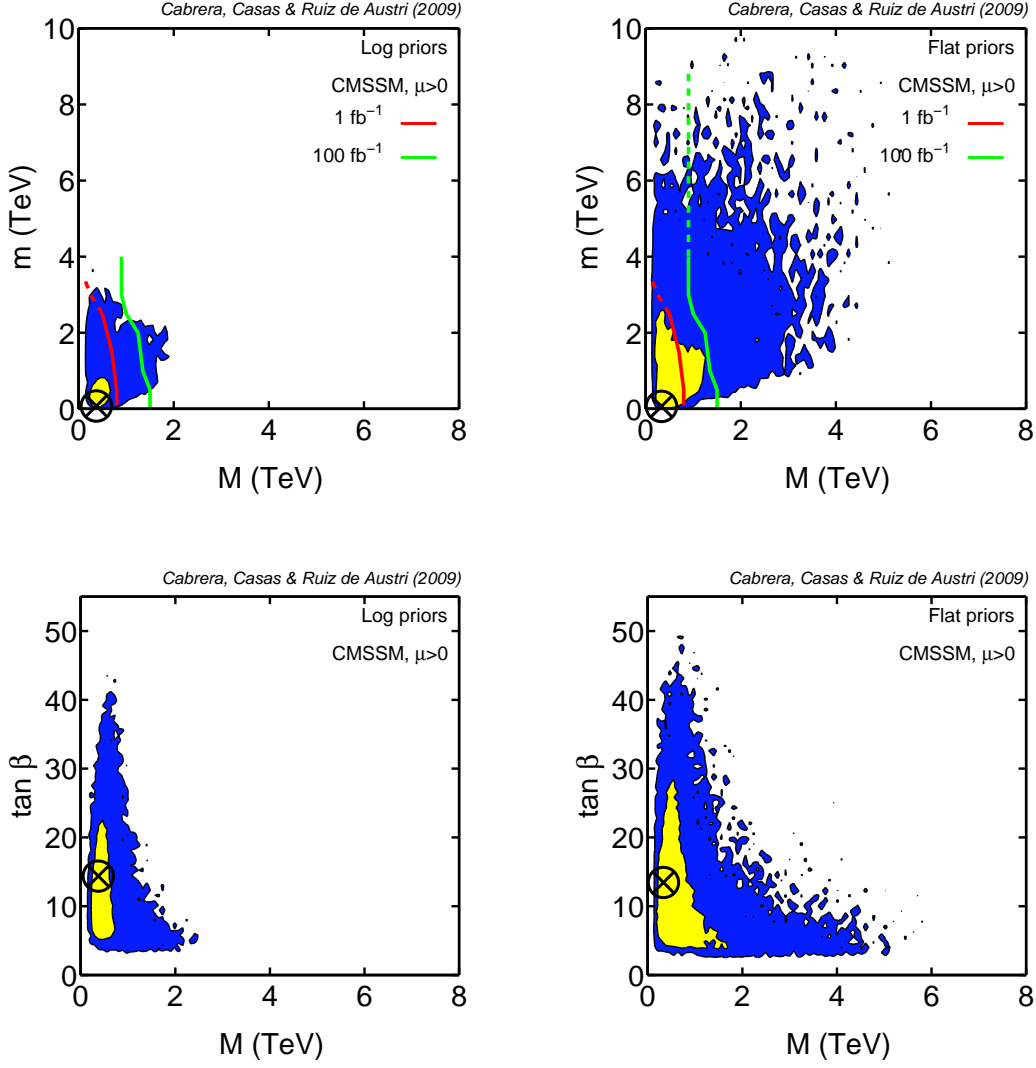 Cabrera, Casas & Ruiz de Austri (2009)
Log priors
CMSSM, μ>0
1 fb⁻¹
100 fb⁻¹
10
8
6
4
2
0
m (TeV)
0 2 4 6 8
M (TeV)
Cabrera, Casas & Ruiz de Austri (2009)
Flat priors
CMSSM, μ>0
1 fb⁻¹
100 fb⁻¹
10
8
6
4
2
0
m (TeV)
0 2 4 6 8
M (TeV)
Cabrera, Casas & Ruiz de Austri (2009)
Log priors
CMSSM, μ>0
50
40
30
20
10
0
tan β
0 2 4 6 8
M (TeV)
Cabrera, Casas & Ruiz de Austri (2009)
Flat priors
CMSSM, μ>0
50
40
30
20
10
0
tan β
0 2 4 6 8
M (TeV)